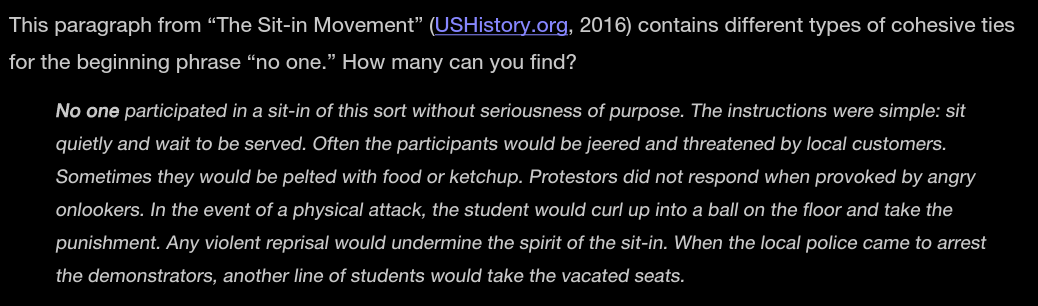 This paragraph from “The Sit-in Movement” (USHistory.org, 2016) contains different types of cohesive ties
for the beginning phrase “no one.” How many can you find?
No one participated in a sit-in of this sort without seriousness of purpose. The instructions were simple: sit
quietly and wait to be served. Often the participants would be jeered and threatened by local customers.
Sometimes they would be pelted with food or ketchup. Protestors did not respond when provoked by angry
onlookers. In the event of a physical attack, the student would curl up into a ball on the floor and take the
punishment. Any violent reprisal would undermine the spirit of the sit-in. When the local police came to arrest
the demonstrators, another line of students would take the vacated seats.